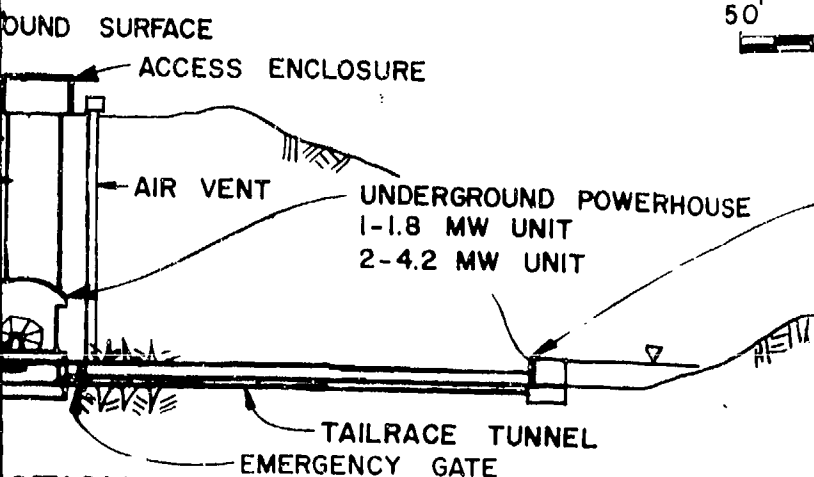 50'
OUND SURFACE
ACCESS ENCLOSURE
AIR VENT
UNDERGROUND POWERHOUSE
1-1.8 MW UNIT
2-4.2 MW UNIT
TAILRACE TUNNEL
EMERGENCY GATE